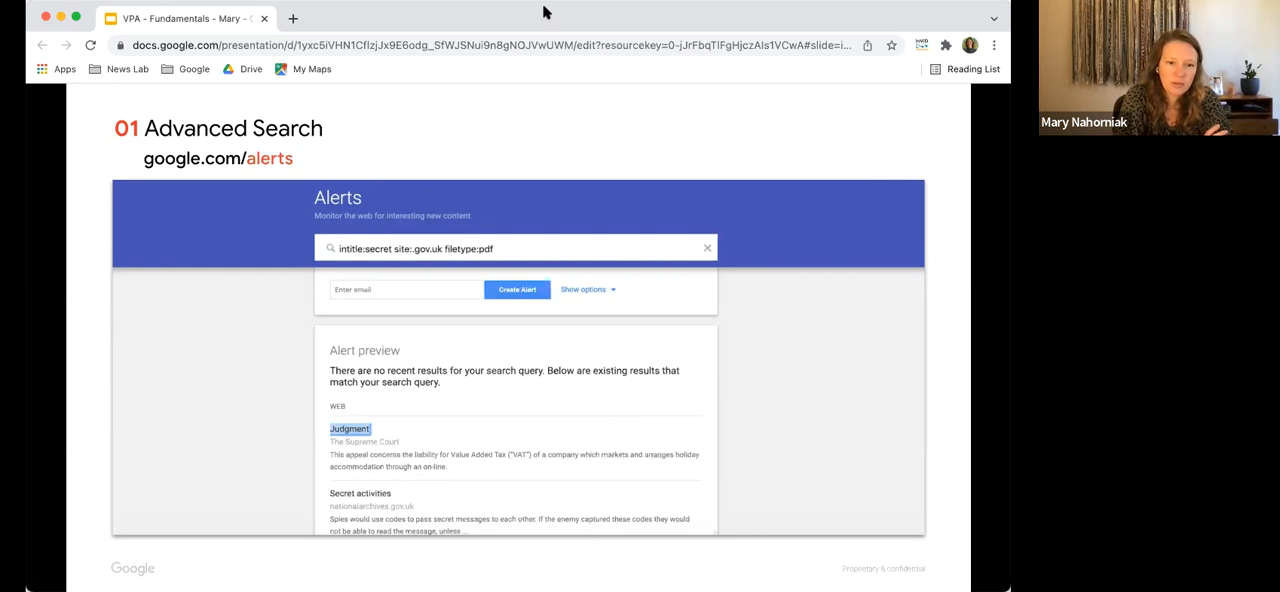 VPA - Fundamentals - Mary - 
docs.google.com/presentation/d/1yxc5iVHN1CfIzjJx9E6odg_SfWJSNui9n8gNOJVwUWM/edit?resourcekey=0-jJrFbqTlFgHjczAIs1VCwA#slide=i...
Apps News Lab Google Drive My Maps Reading List
Mary Nahorniak
01 Advanced Search
google.com/alerts
Alerts
Monitor the web for interesting new content
intitle:secret site:.gov.uk filetype:pdf
Enter email Create Alert Show options
Alert preview
There are no recent results for your search query. Below are existing results that
match your search query.
WEB
Judgment
The Supreme Court
This appeal concerns the liability for Value Added Tax ("VAT") of a company which markets and arranges holiday
accommodation through an on-line.
Secret activities
nationalarchives.gov.uk
Spies would use codes to pass secret messages to each other. If the enemy captured these codes they would
not be able to read the message, unless ...
Google
Proprietary & confidential